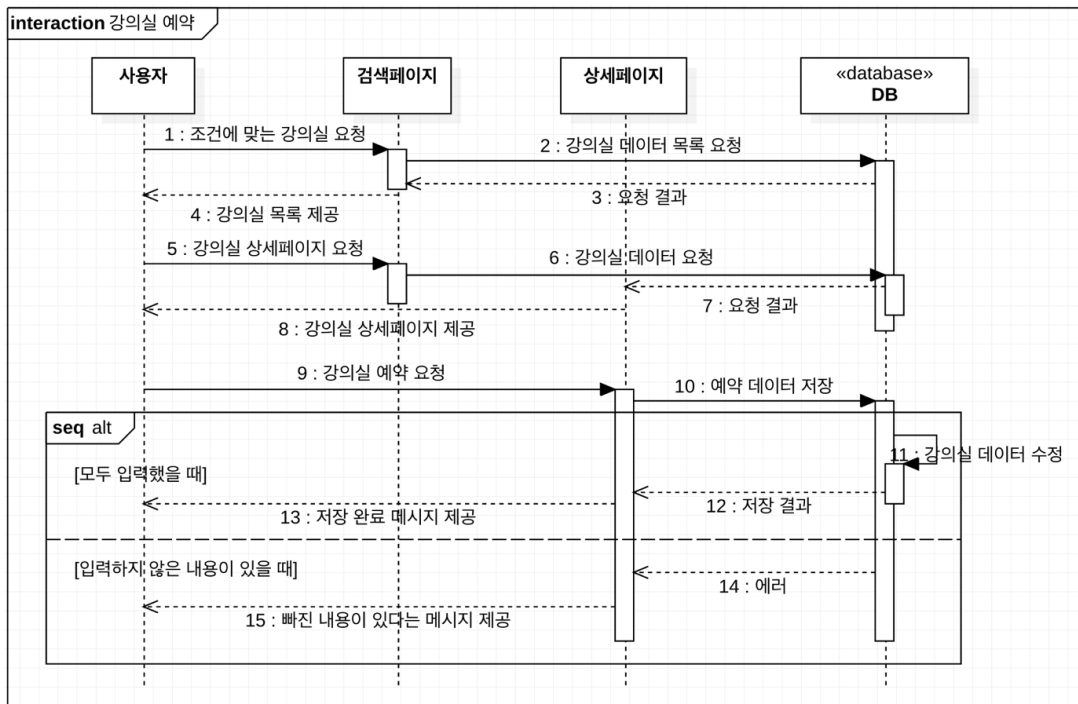 interaction 강의실 예약
사용자
검색페이지
상세페이지
«database»
DB
1 : 조건에 맞는 강의실 요청
2 : 강의실 데이터 목록 요청
3 : 요청 결과
4 : 강의실 목록 제공
5 : 강의실 상세페이지 요청
6 : 강의실 데이터 요청
7 : 요청 결과
8 : 강의실 상세페이지 제공
9 : 강의실 예약 요청
10 : 예약 데이터 저장
seq alt
11 : 강의실 데이터 수정
[모두 입력했을 때]
12 : 저장 결과
13 : 저장 완료 메시지 제공
[입력하지 않은 내용이 있을 때]
14 : 에러
15 : 빠진 내용이 있다는 메시지 제공